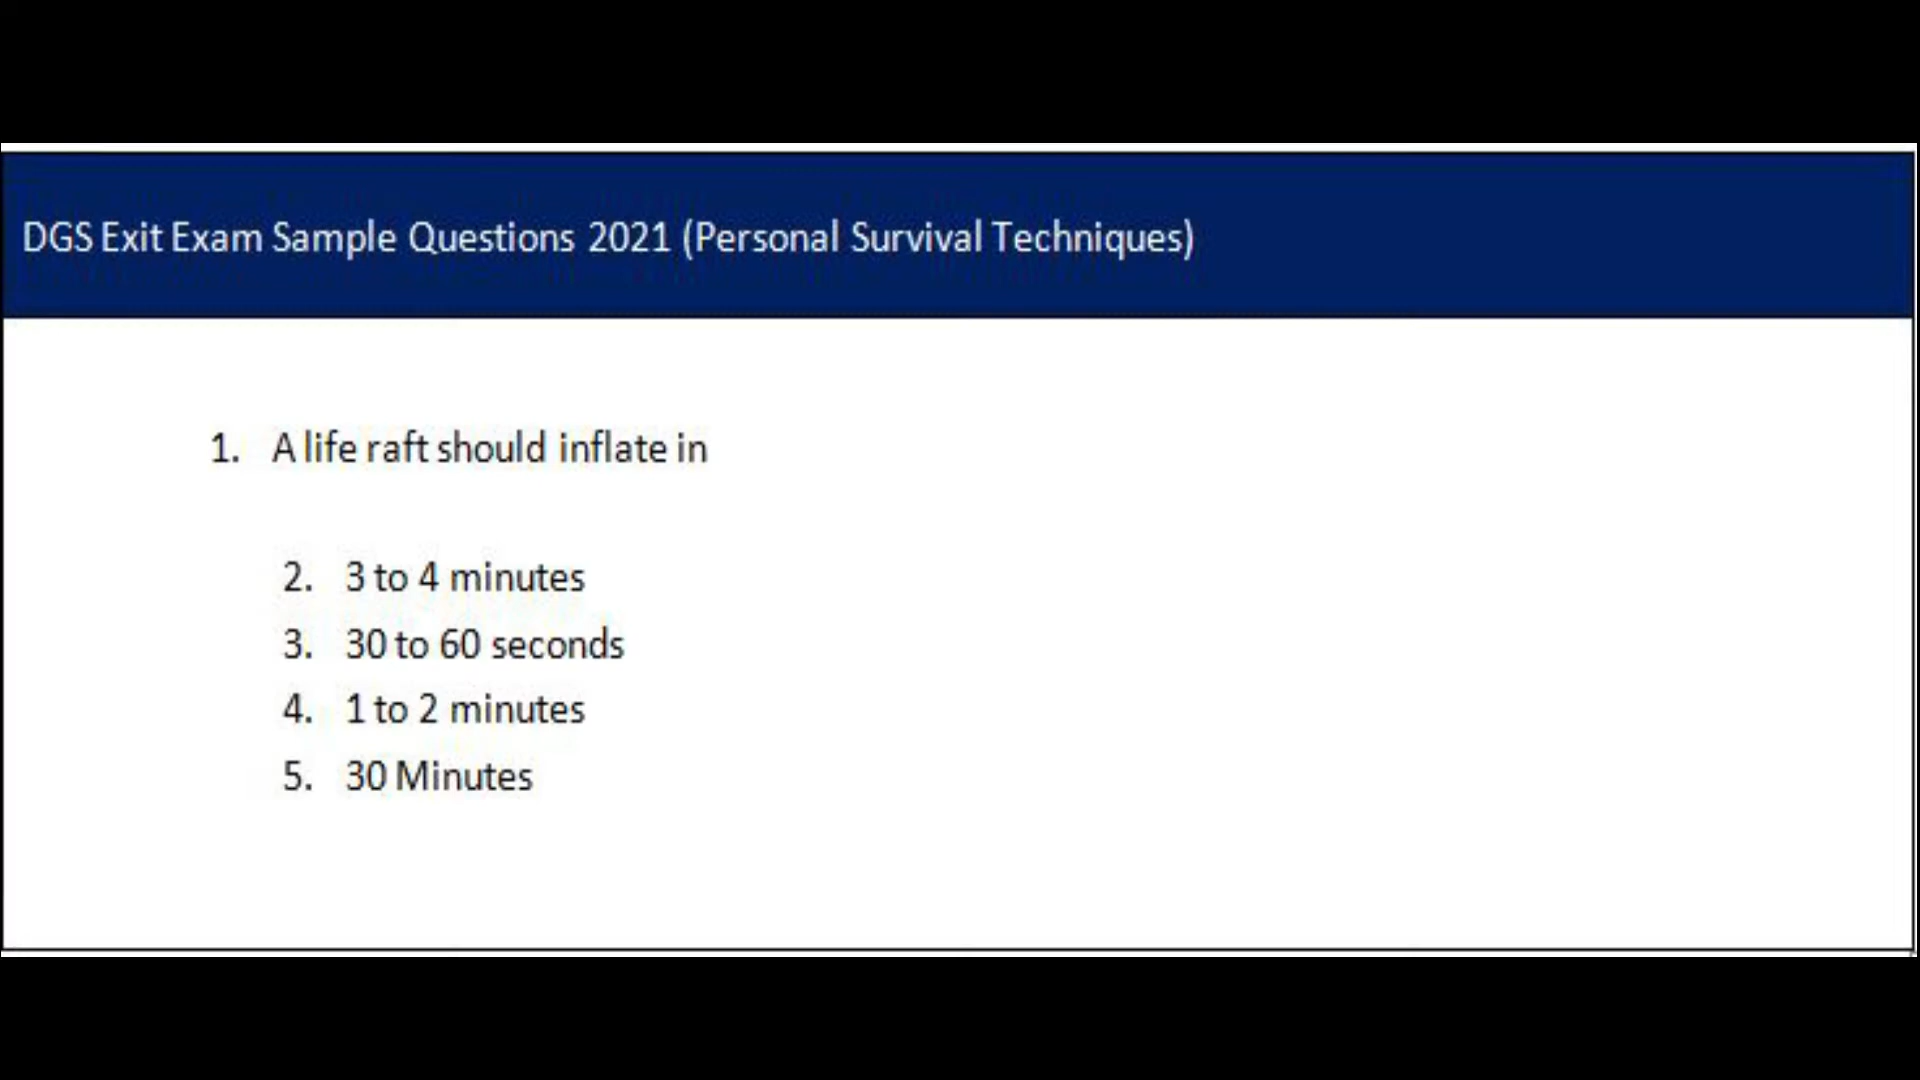 DGS Exit Exam Sample Questions 2021 (Personal Survival Techniques)
1. A life raft should inflate in
2. 3 to 4 minutes
3. 30 to 60 seconds
4. 1 to 2 minutes
5. 30 Minutes